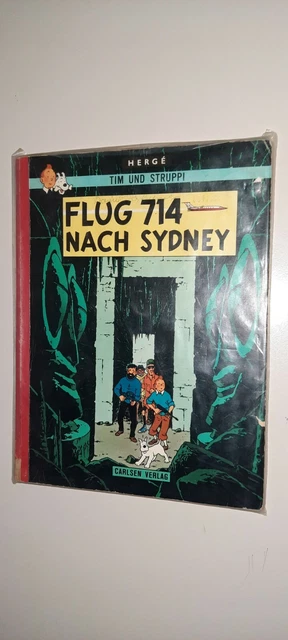 HERGÉ
TIM UND STRUPPI
FLUG 714
NACH SYDNEY
CARLSEN VERLAG